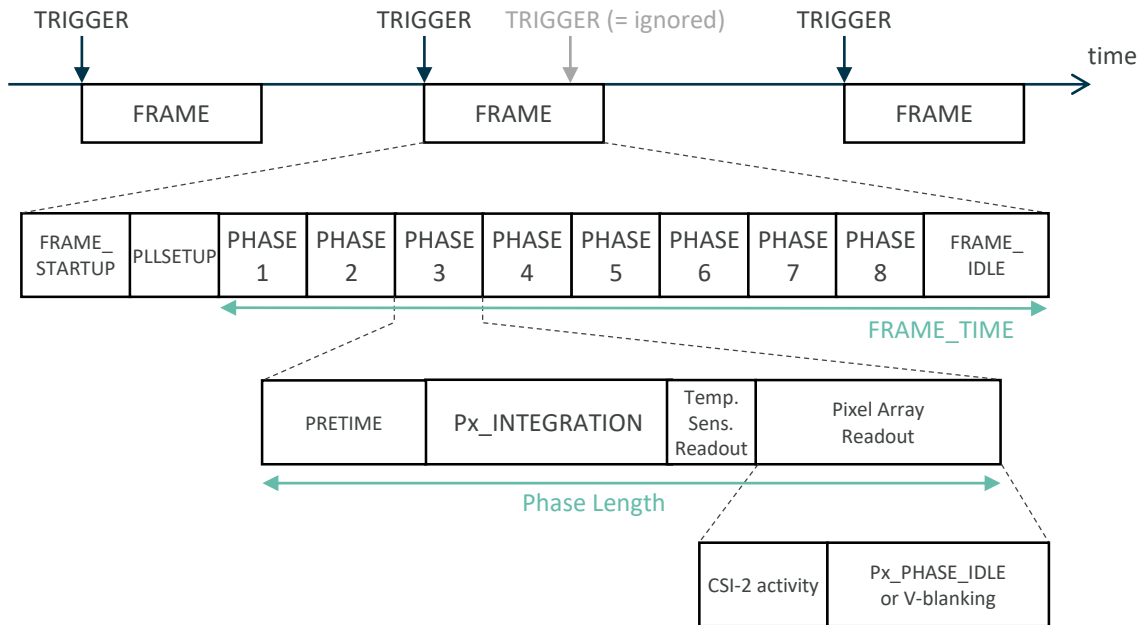 TRIGGER
TRIGGER
TRIGGER (= ignored)
TRIGGER
time
FRAME
FRAME
FRAME
FRAME_
STARTUP
PLLSETUP
PHASE
1
PHASE
2
PHASE
3
PHASE
4
PHASE
5
PHASE
6
PHASE
7
PHASE
8
FRAME_
IDLE
FRAME_TIME
PRETIME
Px_INTEGRATION
Temp.
Sens.
Readout
Pixel Array
Readout
Phase Length
CSI-2 activity
Px_PHASE_IDLE
or V-blanking